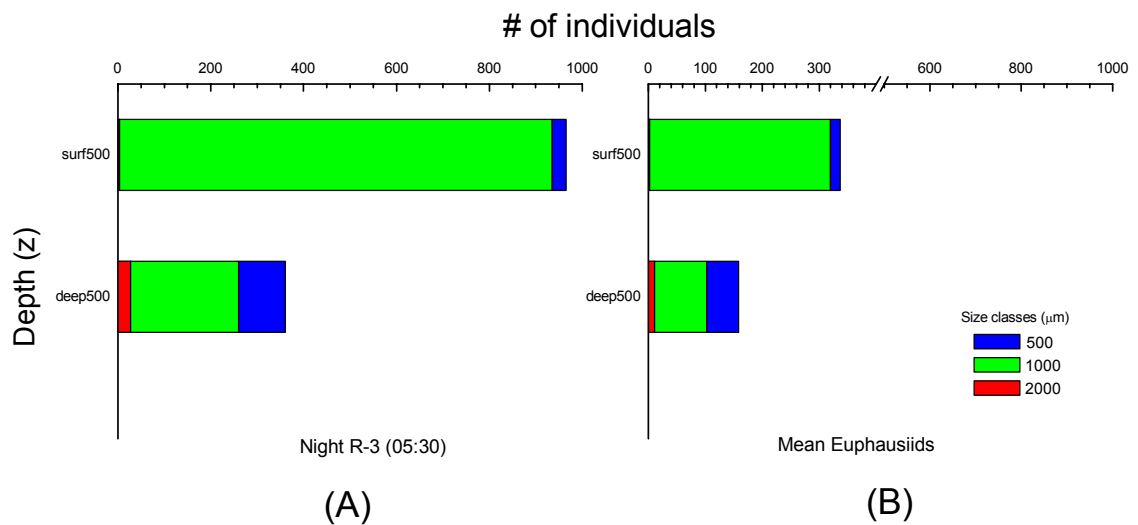 # of individuals
0 200 400 600 800 1000
0 100 200 300 600 800 1000
surf500
deep500
surf500
deep500
Depth (z)
Size classes (µm)
500
1000
2000
Night R-3 (05:30)
Mean Euphausiids
(A)
(B)